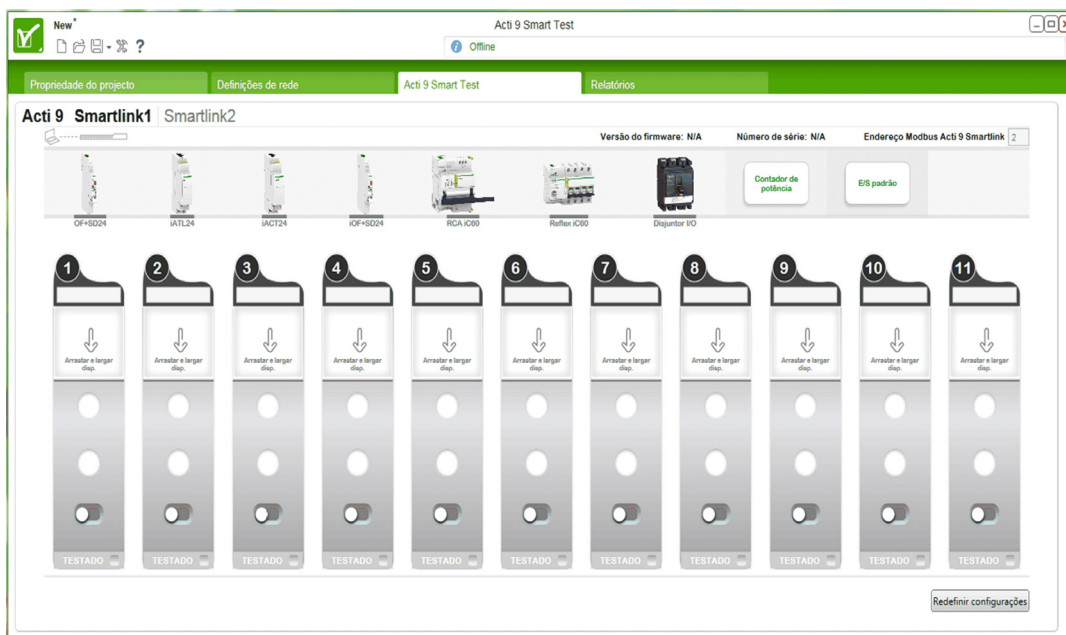 New*
Acti 9 Smart Test
?
Offline
Propriedade do projecto
Definições de rede
Acti 9 Smart Test
Relatórios
Acti 9 Smartlink1 Smartlink2
Versão do firmware: N/A
Número de série: N/A
Endereço Modbus Acti 9 Smartlink 2
OF+SD24
iATL24
iACT24
iOF+SD24
RCA iC60
Reflex iC60
Disjuntor I/O
Contador de
potência
E/S padrão
1 2 3 4 5 6 7 8 9 10 11
Arrastar e largar
disp.
Arrastar e largar
disp.
Arrastar e largar
disp.
Arrastar e largar
disp.
Arrastar e largar
disp.
Arrastar e largar
disp.
Arrastar e largar
disp.
Arrastar e largar
disp.
Arrastar e largar
disp.
Arrastar e largar
disp.
Arrastar e largar
disp.
TESTADO TESTADO TESTADO TESTADO TESTADO TESTADO TESTADO TESTADO TESTADO TESTADO TESTADO
Redefinir configurações